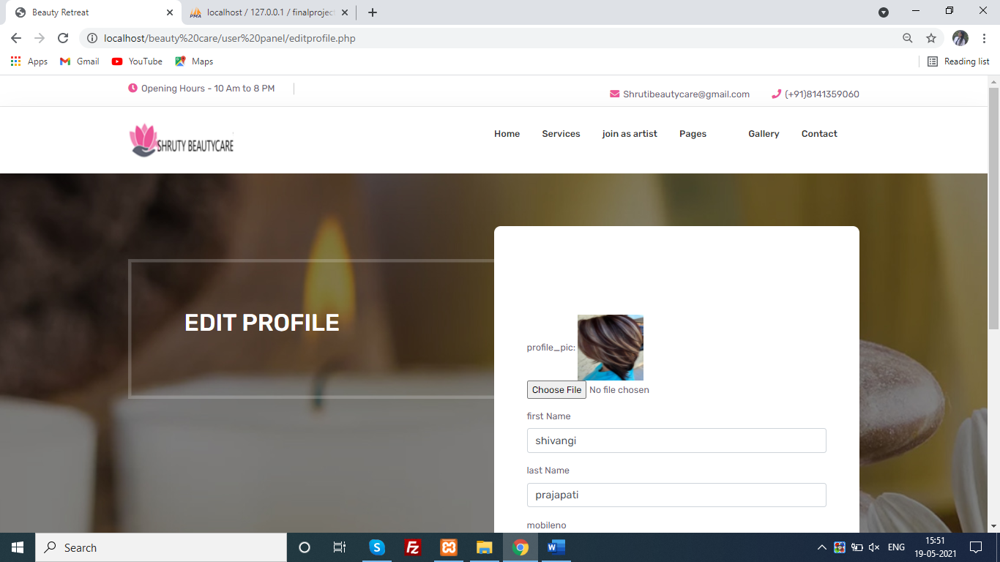 Beauty Retreat
localhost / 127.0.0.1 / finalproject
localhost/beauty%20care/user%20panel/editprofile.php
Apps Gmail YouTube Maps Reading list
Opening Hours - 10 Am to 8 PM
Shrutibeautycare@gmail.com (+91)8141359060
SHRUTY BEAUTYCARE
Home Services join as artist Pages Gallery Contact
EDIT PROFILE
profile_pic:
Choose File No file chosen
first Name
shivangi
last Name
prajapati
mobileno
Search
ENG
15:51
19-05-2021